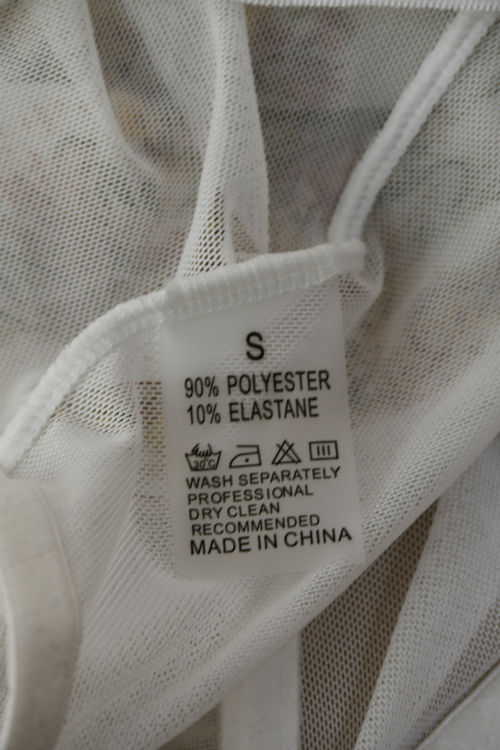 S
90% POLYESTER
10% ELASTANE
30°C
WASH SEPARATELY
PROFESSIONAL
DRY CLEAN
RECOMMENDED
MADE IN CHINA